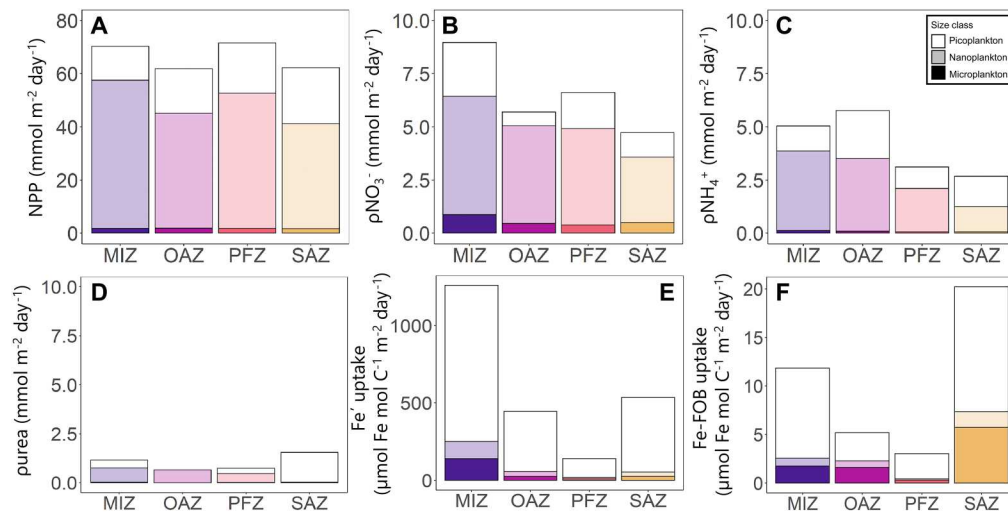 A
NPP (mmol m⁻² day⁻¹)
80
60
40
20
0
MIZ OAZ PFZ SAZ
B
ρNO₃⁻ (mmol m⁻² day⁻¹)
10.0
7.5
5.0
2.5
0.0
MIZ OAZ PFZ SAZ
C
ρNH₄⁺ (mmol m⁻² day⁻¹)
10.0
7.5
5.0
2.5
0.0
MIZ OAZ PFZ SAZ
Size class
Picoplankton
Nanoplankton
Microplankton
D
ρurea (mmol m⁻² day⁻¹)
10.0
7.5
5.0
2.5
0.0
MIZ OAZ PFZ SAZ
E
Fe′ uptake
(µmol Fe mol C⁻¹ m⁻² day⁻¹)
1000
500
0
MIZ OAZ PFZ SAZ
F
Fe-FOB uptake
(µmol Fe mol C⁻¹ m⁻² day⁻¹)
20
15
10
5
0
MIZ OAZ PFZ SAZ